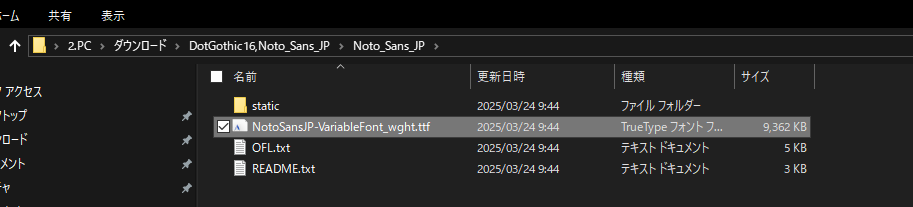 ホーム 共有 表示
2.PC ダウンロード DotGothic16,Noto_Sans_JP Noto_Sans_JP
名前 更新日時 種類 サイズ
アクセス
static 2025/03/24 9:44 ファイル フォルダー
トップ
NotoSansJP-VariableFont_wght.ttf 2025/03/24 9:44 TrueType フォント フ... 9,362 KB
ロード
OFL.txt 2025/03/24 9:44 テキスト ドキュメント 5 KB
メント
README.txt 2025/03/24 9:44 テキスト ドキュメント 3 KB
チャ